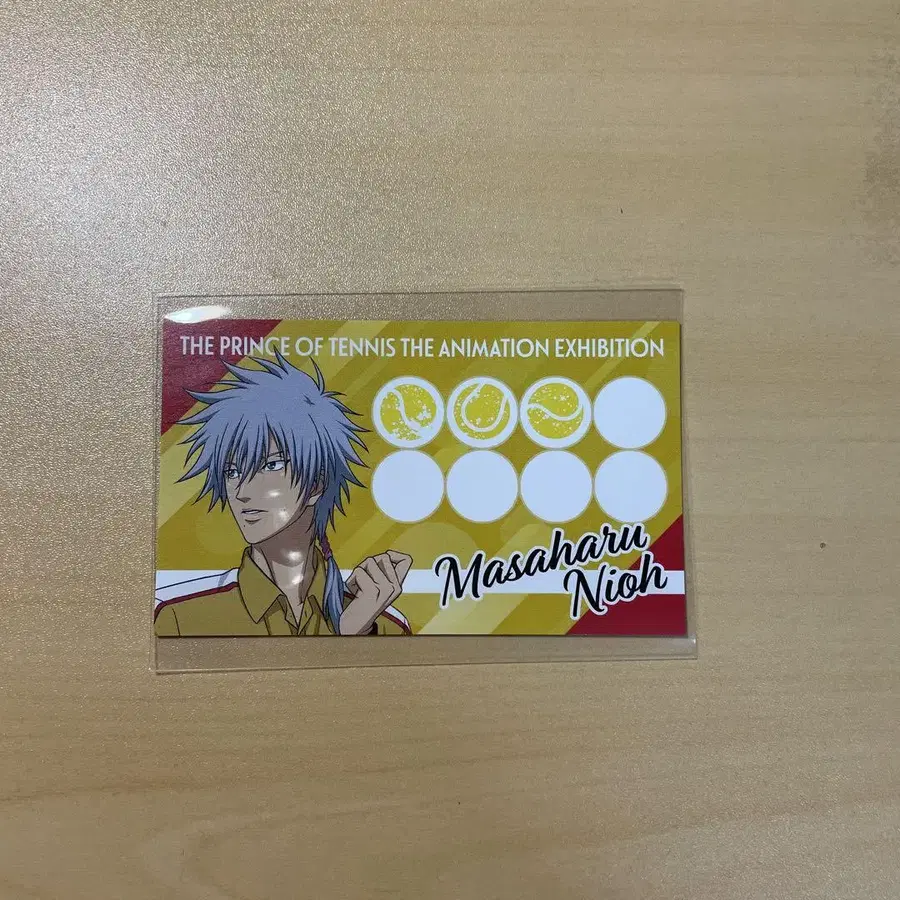 THE PRINCE OF TENNIS THE ANIMATION EXHIBITION
Masaharu
Nioh